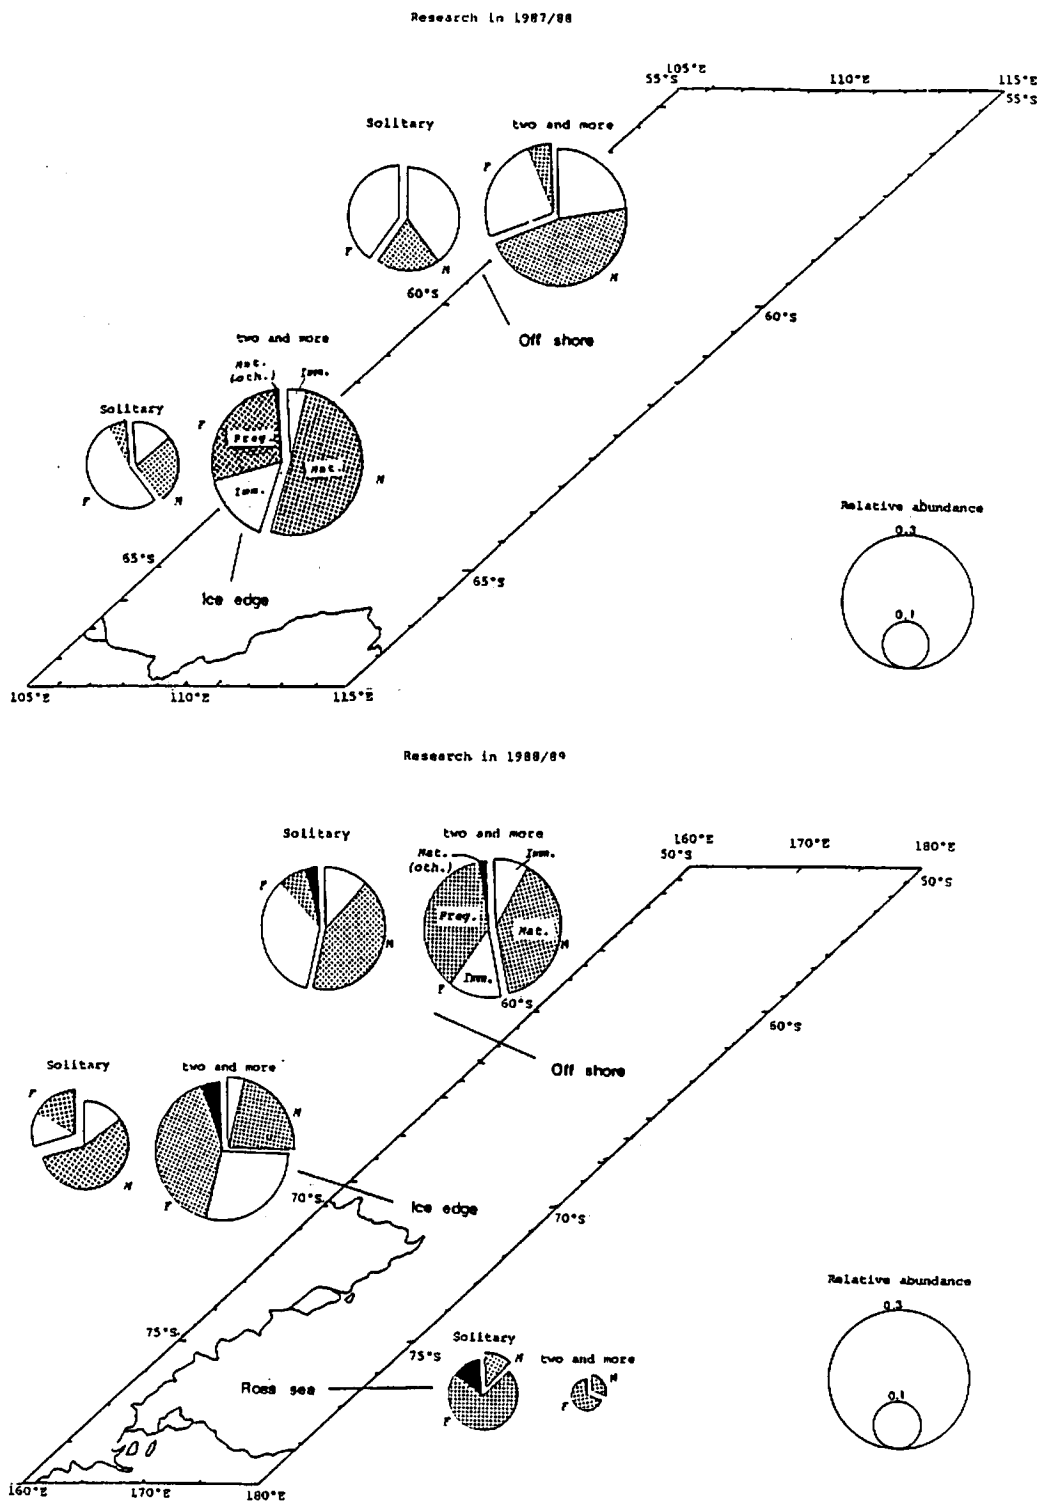 Research in 1987/88
105°E
55°S
110°E
115°E
55°S
Solitary
two and more
F
M
F
M
60°S
60°S
Off shore
two and more
Mat.
(oth.)
Imm.
Solitary
F
Preg.
Mat.
Imm.
M
F
M
65°S
65°S
Ice edge
Relative abundance
0.3
0.1
105°E
110°E
115°E
Research in 1988/89
Solitary
two and more
Mat.
(oth.)
Imm.
160°E
50°S
170°E
180°E
50°S
F
Preg.
Mat.
M
M
Imm.
F
60°S
60°S
Off shore
Solitary
two and more
F
M
M
F
70°S
Ice edge
70°S
Relative abundance
0.3
0.1
75°S
75°S
Solitary
two and more
M
M
Ross sea
F
F
160°E
170°E
180°E